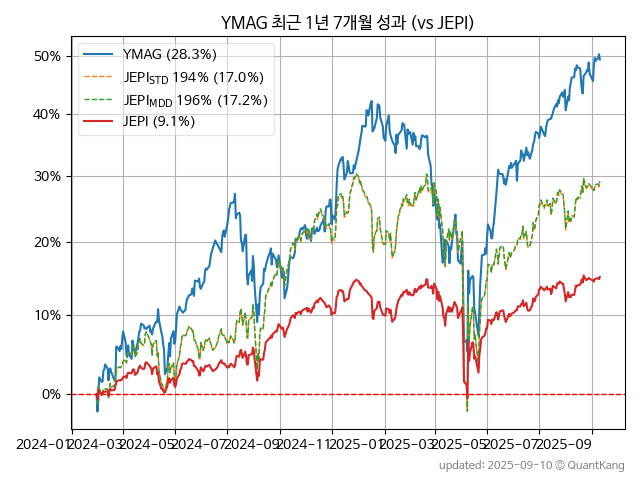 YMAG 최근 1년 7개월 성과 (vs JEPI)
YMAG (28.3%)
JEPI_STD 194% (17.0%)
JEPI_MDD 196% (17.2%)
JEPI (9.1%)
50%
40%
30%
20%
10%
0%
2024-01 2024-03 2024-05 2024-07 2024-09 2024-11 2025-01 2025-03 2025-05 2025-07 2025-09
updated: 2025-09-10 © QuantKang